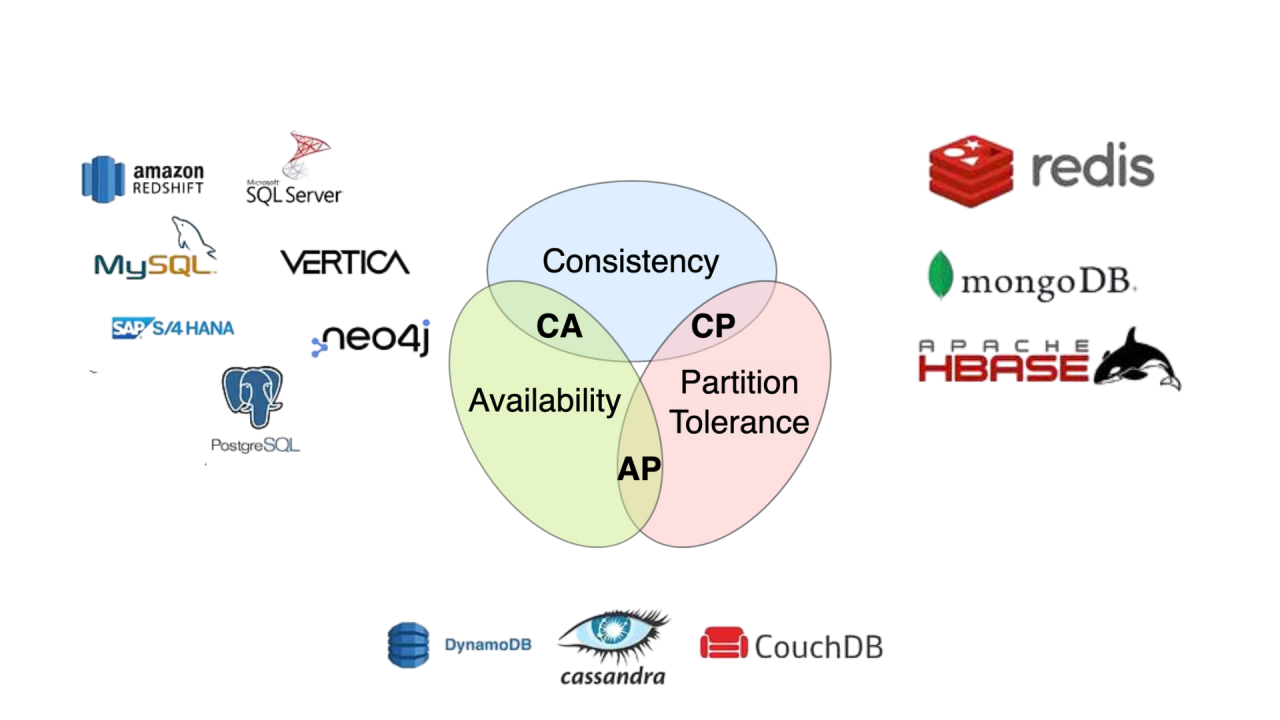 amazon
REDSHIFT
Microsoft
SQL Server
MySQL
VERTICA
SAP S/4 HANA
neo4j
PostgreSQL
Consistency
CA
CP
Availability
Partition
Tolerance
AP
redis
mongoDB
APACHE
HBASE
DynamoDB
cassandra
CouchDB